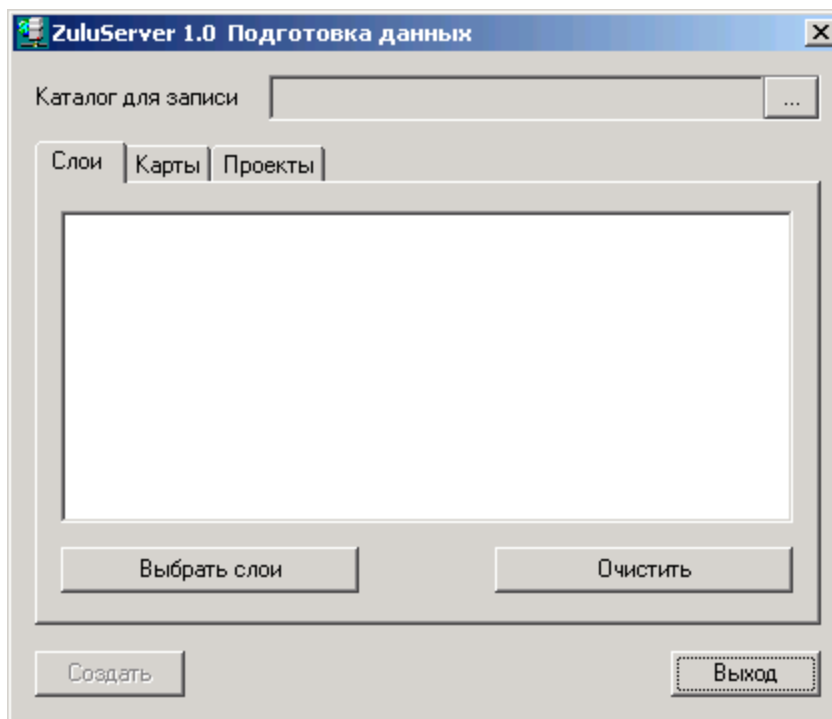 ZuluServer 1.0 Подготовка данных
Каталог для записи ...
Слои Карты Проекты
Выбрать слои Очистить
Создать Выход